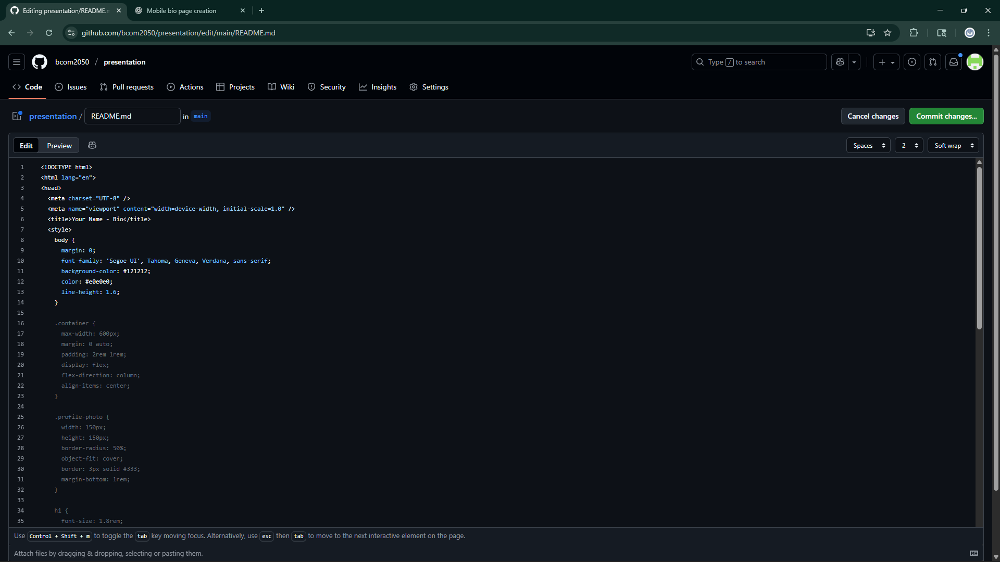 Editing presentation/README.m
Mobile bio page creation
github.com/bcom2050/presentation/edit/main/README.md
bcom2050 / presentation
Type / to search
Code
Issues
Pull requests
Actions
Projects
Wiki
Security
Insights
Settings
presentation / README.md in main
Cancel changes
Commit changes...
Edit
Preview
Spaces
2
Soft wrap
1 <!DOCTYPE html>
2 <html lang="en">
3 <head>
4 <meta charset="UTF-8" />
5 <meta name="viewport" content="width=device-width, initial-scale=1.0" />
6 <title>Your Name - Bio</title>
7 <style>
8 body {
9 margin: 0;
10 font-family: 'Segoe UI', Tahoma, Geneva, Verdana, sans-serif;
11 background-color: #121212;
12 color: #e0e0e0;
13 line-height: 1.6;
14 }
15
16 .container {
17 max-width: 600px;
18 margin: 0 auto;
19 padding: 2rem 1rem;
20 display: flex;
21 flex-direction: column;
22 align-items: center;
23 }
24
25 .profile-photo {
26 width: 150px;
27 height: 150px;
28 border-radius: 50%;
29 object-fit: cover;
30 border: 3px solid #333;
31 margin-bottom: 1rem;
32 }
33
34 h1 {
35 font-size: 1.8rem;
Use Control + Shift + m to toggle the tab key moving focus. Alternatively, use esc then tab to move to the next interactive element on the page.
Attach files by dragging & dropping, selecting or pasting them.